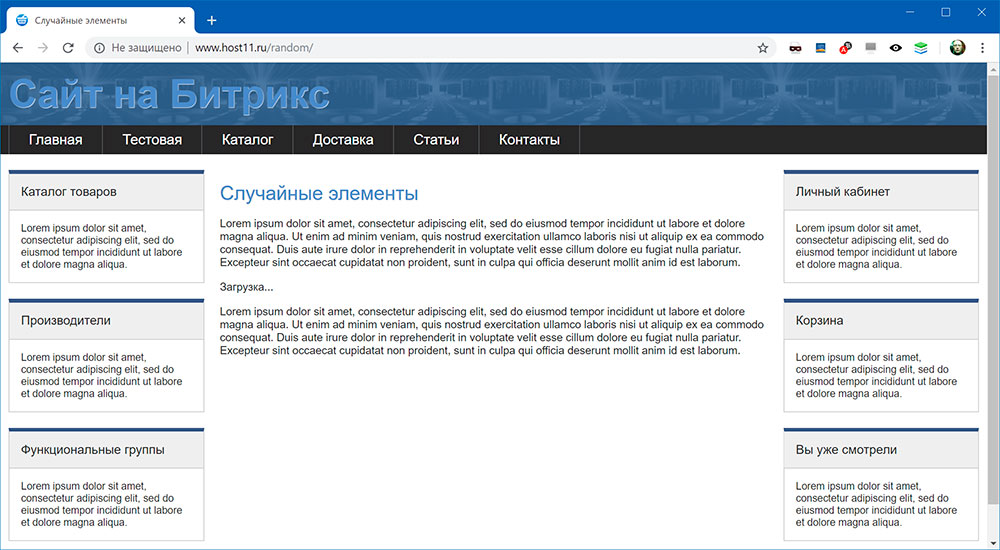 Случайные элементы
Не защищено
www.host11.ru/random/
Сайт на Битрикс
Главная
Тестовая
Каталог
Доставка
Статьи
Контакты
Каталог товаров
Lorem ipsum dolor sit amet,
consectetur adipiscing elit, sed do
eiusmod tempor incididunt ut labore
et dolore magna aliqua.
Производители
Lorem ipsum dolor sit amet,
consectetur adipiscing elit, sed do
eiusmod tempor incididunt ut labore
et dolore magna aliqua.
Функциональные группы
Lorem ipsum dolor sit amet,
consectetur adipiscing elit, sed do
eiusmod tempor incididunt ut labore
et dolore magna aliqua.
Случайные элементы
Lorem ipsum dolor sit amet, consectetur adipiscing elit, sed do eiusmod tempor incididunt ut labore et dolore
magna aliqua. Ut enim ad minim veniam, quis nostrud exercitation ullamco laboris nisi ut aliquip ex ea commodo
consequat. Duis aute irure dolor in reprehenderit in voluptate velit esse cillum dolore eu fugiat nulla pariatur.
Excepteur sint occaecat cupidatat non proident, sunt in culpa qui officia deserunt mollit anim id est laborum.
Загрузка...
Lorem ipsum dolor sit amet, consectetur adipiscing elit, sed do eiusmod tempor incididunt ut labore et dolore
magna aliqua. Ut enim ad minim veniam, quis nostrud exercitation ullamco laboris nisi ut aliquip ex ea commodo
consequat. Duis aute irure dolor in reprehenderit in voluptate velit esse cillum dolore eu fugiat nulla pariatur.
Excepteur sint occaecat cupidatat non proident, sunt in culpa qui officia deserunt mollit anim id est laborum.
Личный кабинет
Lorem ipsum dolor sit amet,
consectetur adipiscing elit, sed do
eiusmod tempor incididunt ut labore
et dolore magna aliqua.
Корзина
Lorem ipsum dolor sit amet,
consectetur adipiscing elit, sed do
eiusmod tempor incididunt ut labore
et dolore magna aliqua.
Вы уже смотрели
Lorem ipsum dolor sit amet,
consectetur adipiscing elit, sed do
eiusmod tempor incididunt ut labore
et dolore magna aliqua.